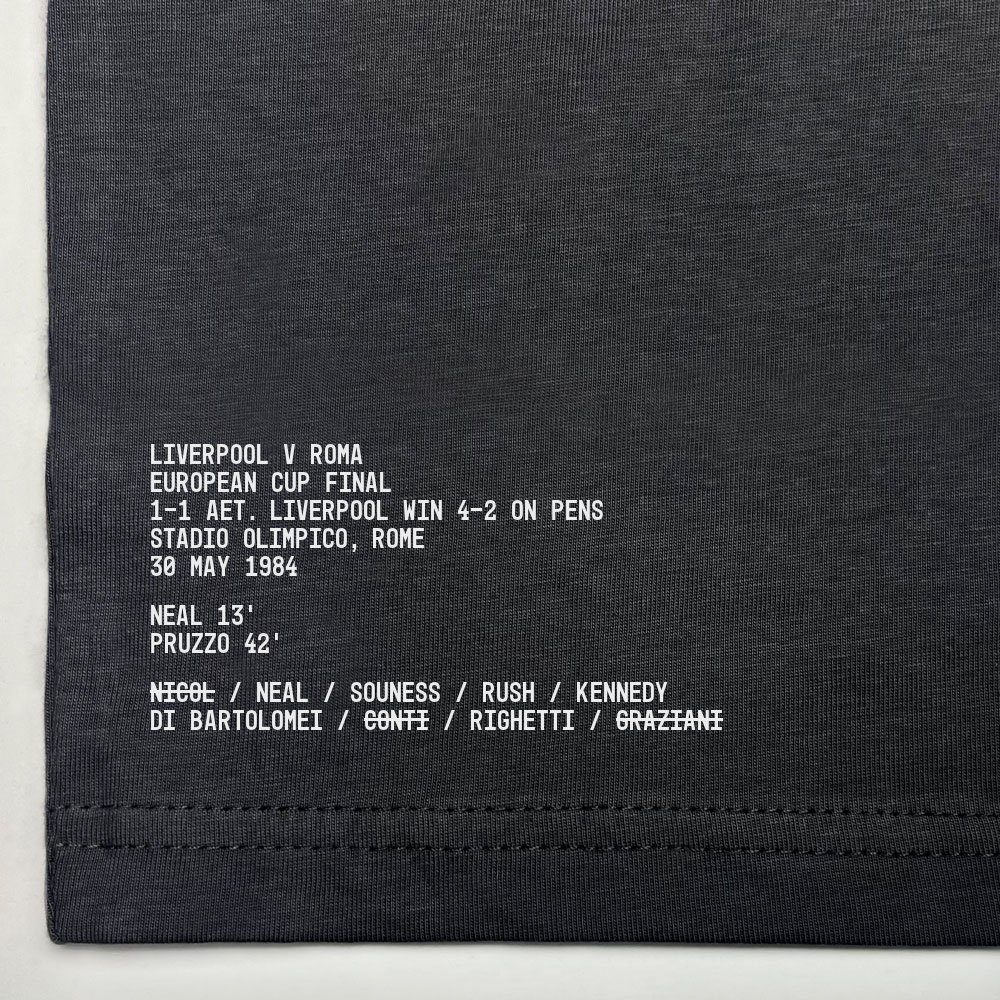 LIVERPOOL V ROMA
EUROPEAN CUP FINAL
1-1 AET. LIVERPOOL WIN 4-2 ON PENS
STADIO OLIMPICO, ROME
30 MAY 1984
NEAL 13'
PRUZZO 42'
NICOL / NEAL / SOUNESS / RUSH / KENNEDY
DI BARTOLOMEI / CONTI / RIGHETTI / GRAZIANI